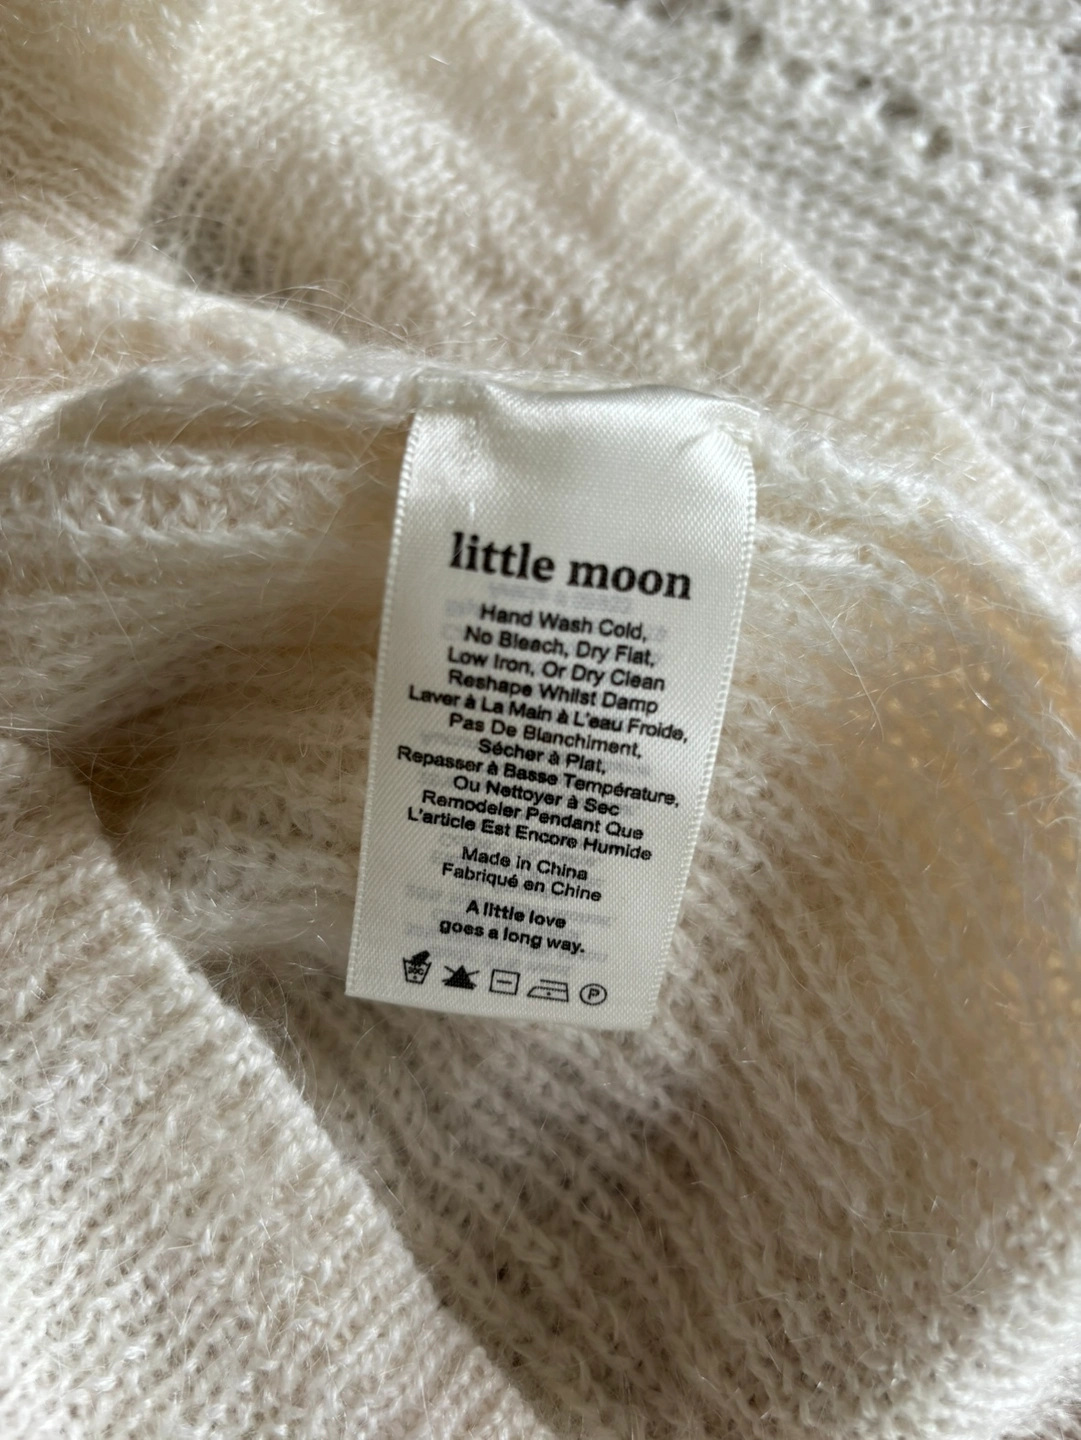 little moon
Hand Wash Cold,
No Bleach, Dry Flat,
Low Iron, Or Dry Clean
Reshape Whilst Damp
Laver à La Main à L'eau Froide,
Pas De Blanchiment,
Sécher à Plat,
Repasser à Basse Température,
Ou Nettoyer à Sec
Remodeler Pendant Que
L'article Est Encore Humide
Made in China
Fabriqué en Chine
A little love
goes a long way.
30C
P